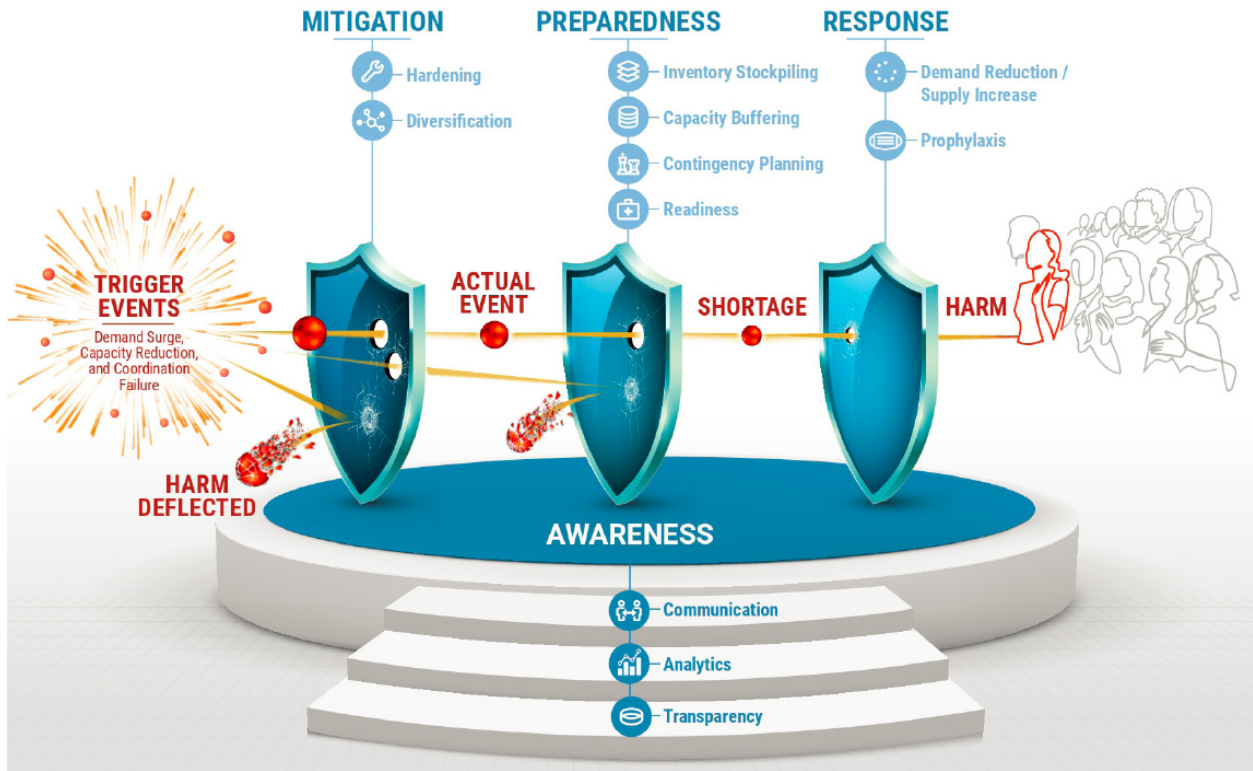 MITIGATION
Hardening
Diversification
PREPAREDNESS
Inventory Stockpiling
Capacity Buffering
Contingency Planning
Readiness
RESPONSE
Demand Reduction /
Supply Increase
Prophylaxis
TRIGGER
EVENTS
Demand Surge,
Capacity Reduction,
and Coordination
Failure
ACTUAL
EVENT
SHORTAGE
HARM
HARM
DEFLECTED
AWARENESS
Communication
Analytics
Transparency